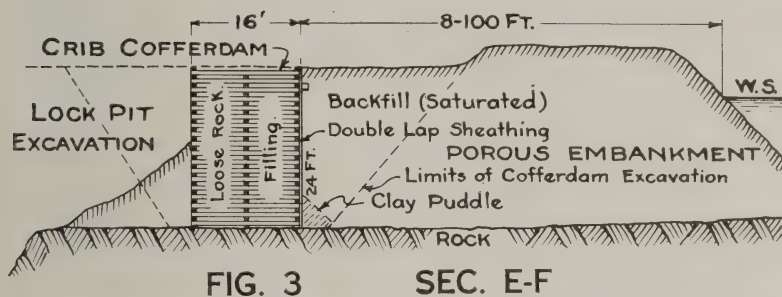 16'
8-100 FT.
CRIB COFFERDAM
W.S.
LOCK PIT
EXCAVATION
Loose Rock
Filling.
Backfill (Saturated)
Double Lap Sheathing
POROUS EMBANKMENT
24 FT.
Limits of Cofferdam Excavation
Clay Puddle
ROCK
FIG. 3 SEC. E-F